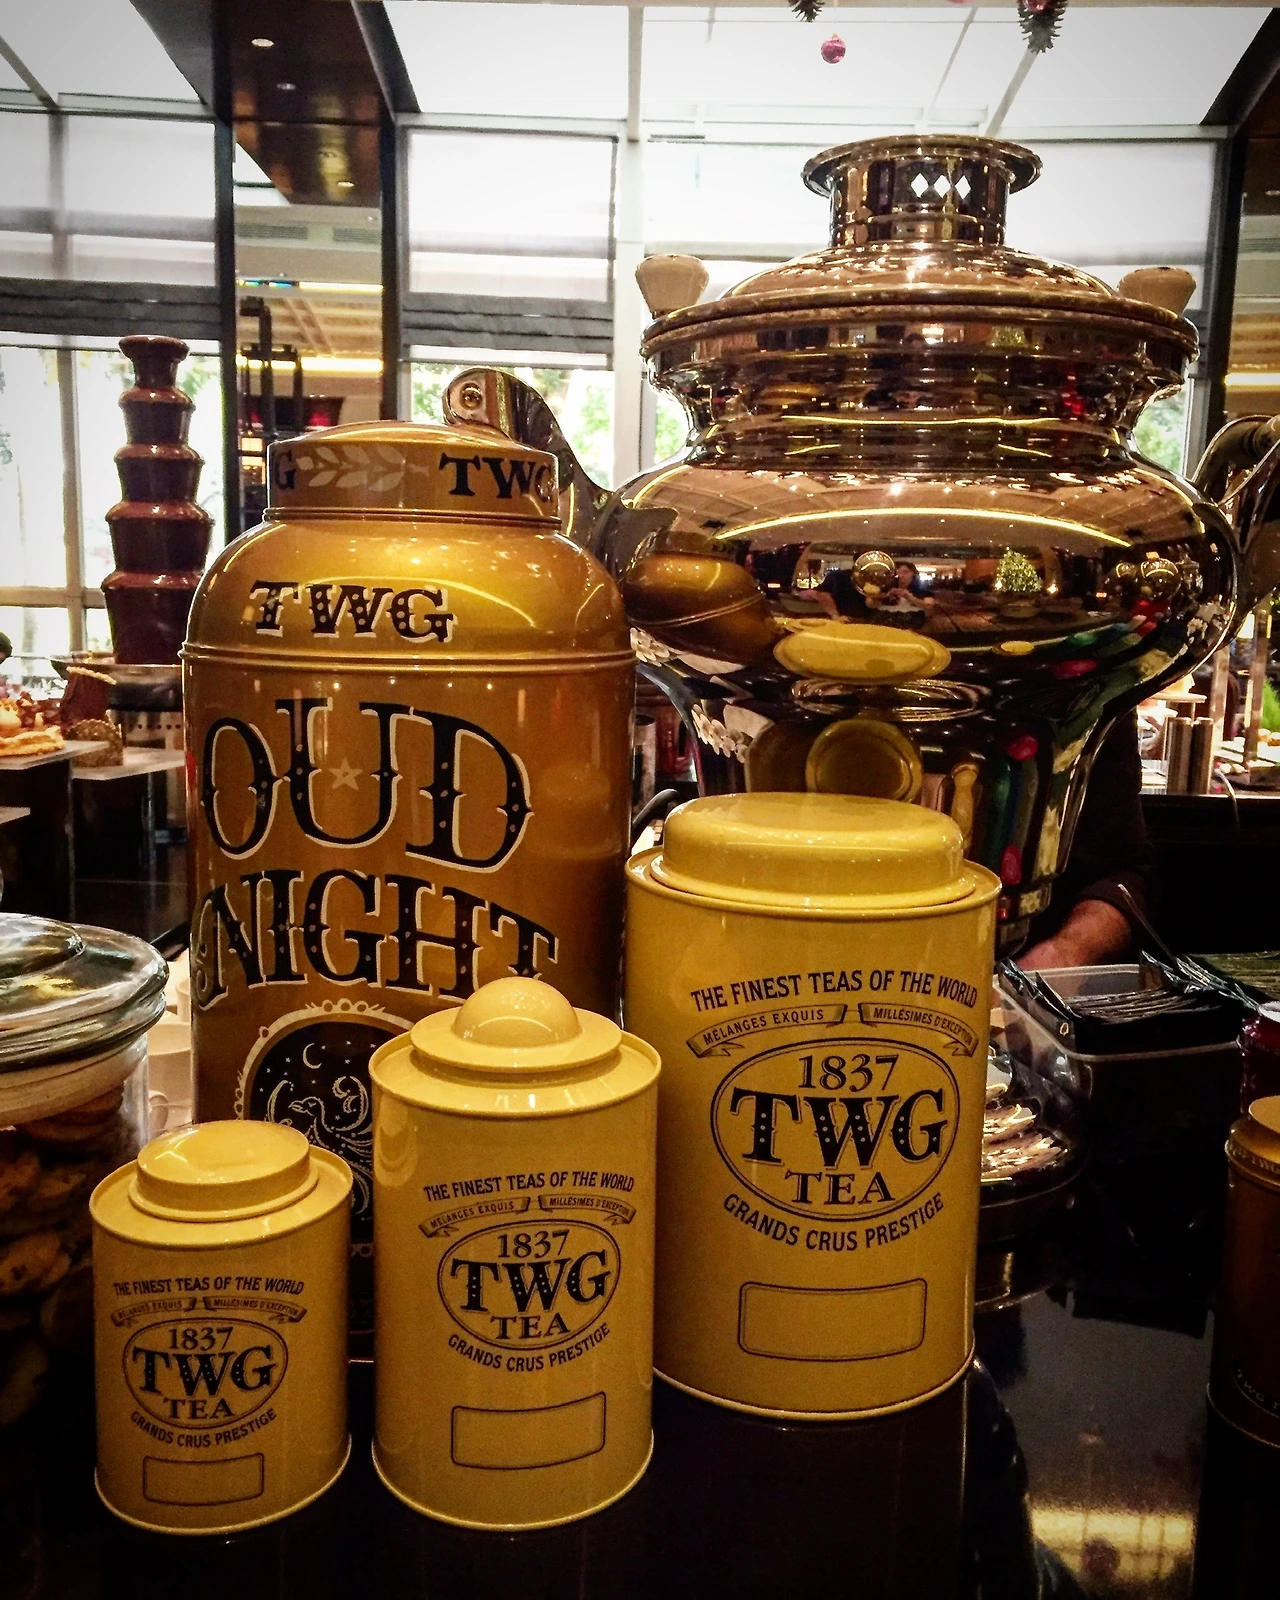 G TWG
TWG
OUD
NIGHT
THE FINEST TEAS OF THE WORLD
MÉLANGES EXQUIS MILLÉSIMES D'EXCEPTION
1837
TWG
TEA
GRANDS CRUS PRESTIGE
THE FINEST TEAS OF THE WORLD
MÉLANGES EXQUIS MILLÉSIMES D'EXCEPTION
1837
TWG
TEA
GRANDS CRUS PRESTIGE
THE FINEST TEAS OF THE WORLD
MÉLANGES EXQUIS MILLÉSIMES D'EXCEPTION
1837
TWG
TEA
GRANDS CRUS PRESTIGE